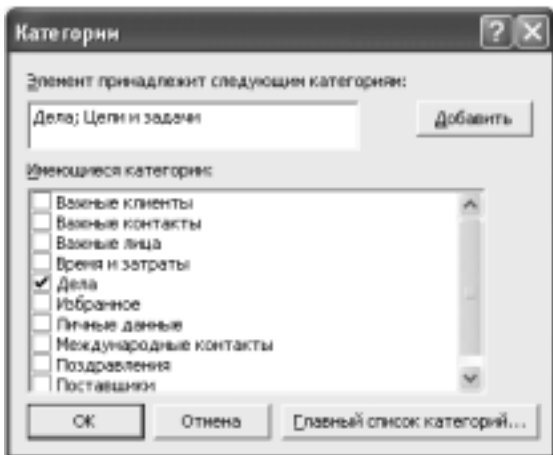 Категории
Элемент принадлежит следующим категориям:
Дела; Цели и задачи
Добавить
Имеющиеся категории:
Важные клиенты
Важные контакты
Важные лица
Время и затраты
Дела
Избранное
Личные данные
Международные контакты
Поздравления
Поставщики
ОК
Отмена
Главный список категорий...